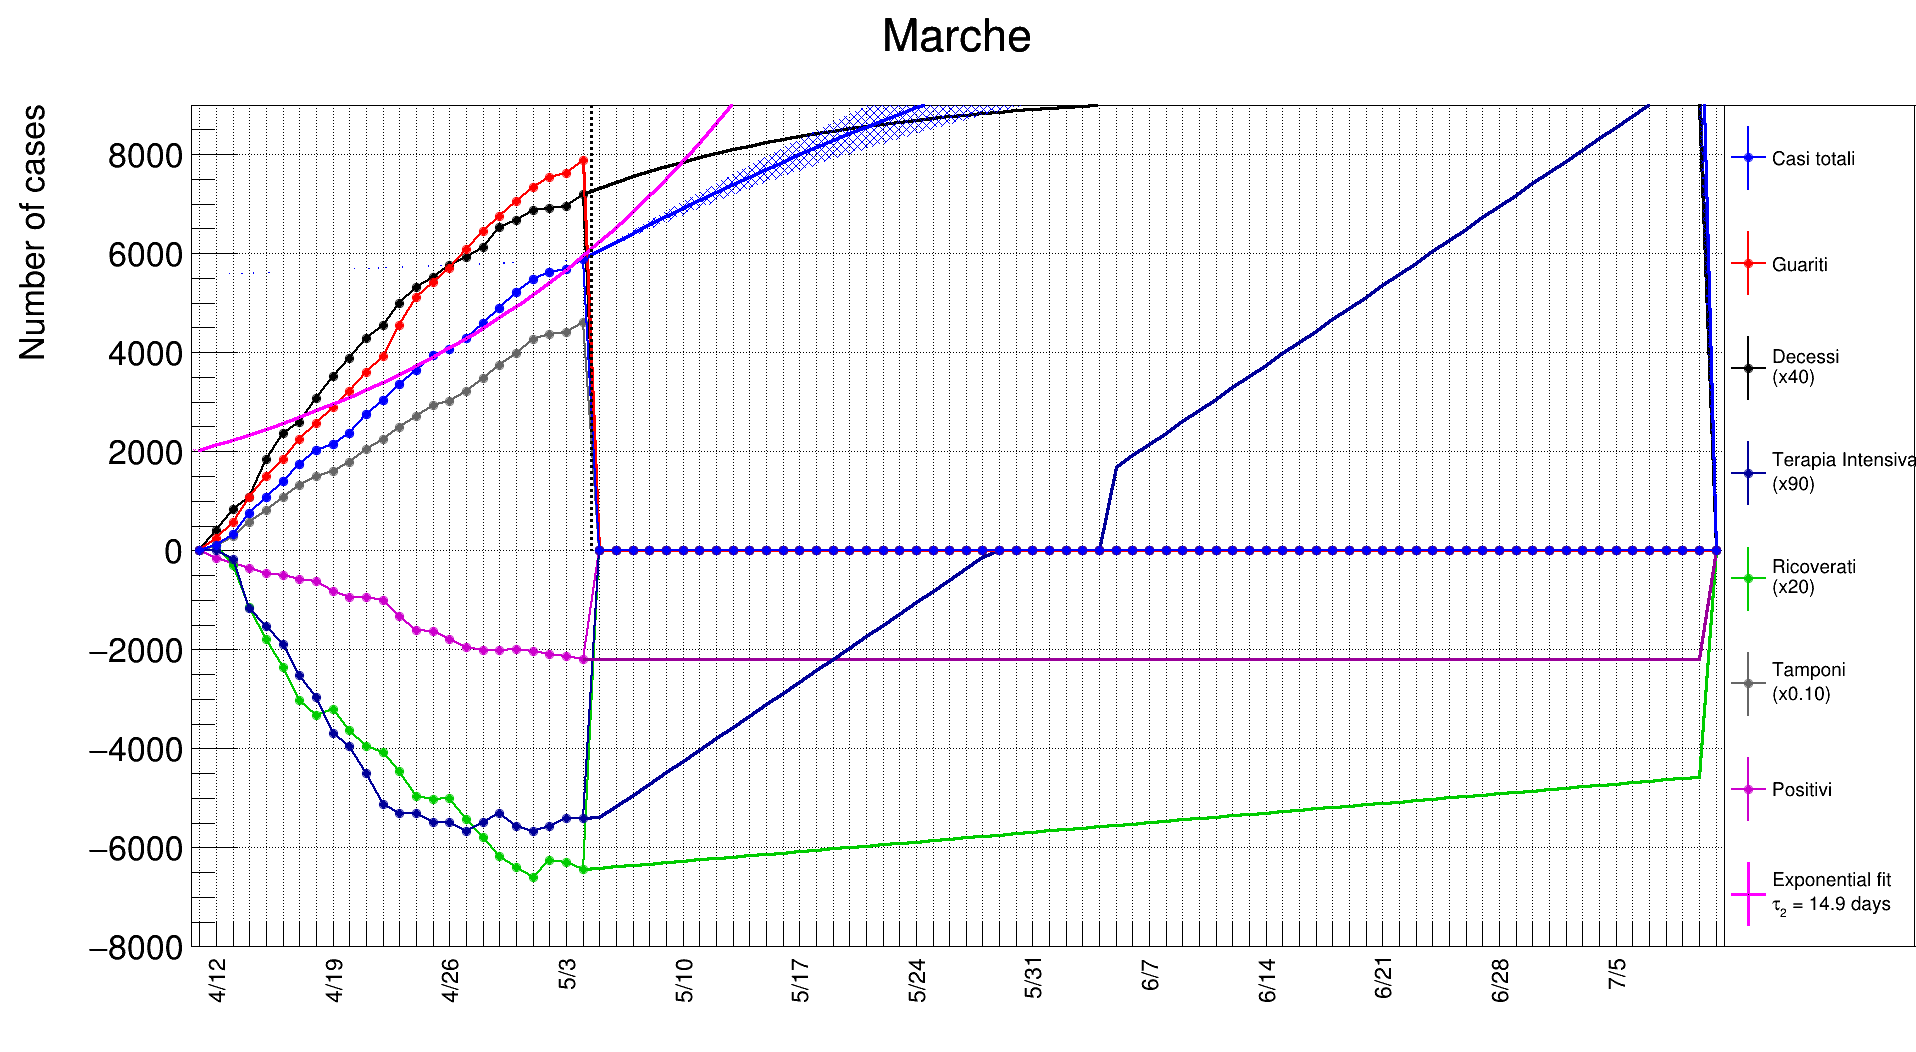 Marche
Number of cases
8000
6000
4000
2000
0
−2000
−4000
−6000
−8000
4/12
4/19
4/26
5/3
5/10
5/17
5/24
5/31
6/7
6/14
6/21
6/28
7/5
Casi totali
Guariti
Decessi
(x40)
Terapia Intensiva
(x90)
Ricoverati
(x20)
Tamponi
(x0.10)
Positivi
Exponential fit
τ₂ = 14.9 days